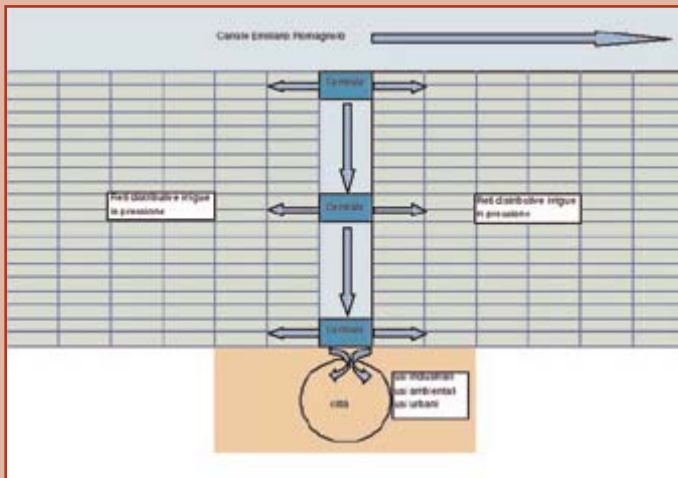 Canale Emiliano Romagnolo
Centrale
Reti distributive irrigue
in pressione
Centrale
Reti distributive irrigue
in pressione
Centrale
usi industriali
usi ambientali
usi urbani
città